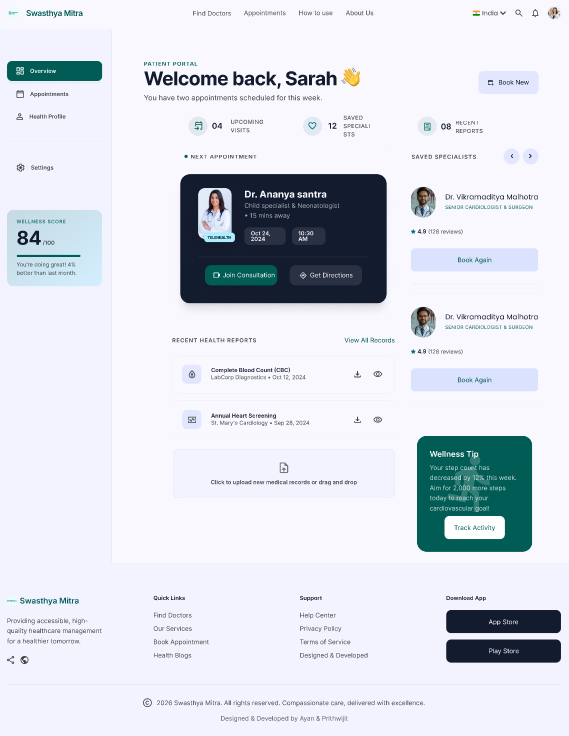 Swasthya Mitra
Find Doctors
Appointments
How to use
About Us
India
Overview
Appointments
Health Profile
Settings
WELLNESS SCORE
84 /100
You're doing great! 4%
better than last month.
PATIENT PORTAL
Welcome back, Sarah 👋
You have two appointments scheduled for this week.
Book New
04 UPCOMING
VISITS
12 SAVED
SPECIALI
STS
08 RECENT
REPORTS
NEXT APPOINTMENT
Dr. Ananya santra
Child specialist & Neonatologist
• 15 mins away
TELEHEALTH
Oct 24,
2024
10:30
AM
Join Consultation
Get Directions
RECENT HEALTH REPORTS
View All Records
Complete Blood Count (CBC)
LabCorp Diagnostics • Oct 12, 2024
Annual Heart Screening
St. Mary's Cardiology • Sep 28, 2024
Click to upload new medical records or drag and drop
SAVED SPECIALISTS
Dr. Vikramaditya Malhotra
SENIOR CARDIOLOGIST & SURGEON
★ 4.9 (128 reviews)
Book Again
Dr. Vikramaditya Malhotra
SENIOR CARDIOLOGIST & SURGEON
★ 4.9 (128 reviews)
Book Again
Wellness Tip
Your step count has
decreased by 12% this week.
Aim for 2,000 more steps
today to reach your
cardiovascular goal!
Track Activity
Swasthya Mitra
Providing accessible, high-
quality healthcare management
for a healthier tomorrow.
Quick Links
Find Doctors
Our Services
Book Appointment
Health Blogs
Support
Help Center
Privacy Policy
Terms of Service
Designed & Developed
Download App
App Store
Play Store
© 2026 Swasthya Mitra. All rights reserved. Compassionate care, delivered with excellence.
Designed & Developed by Ayan & Prithwijit